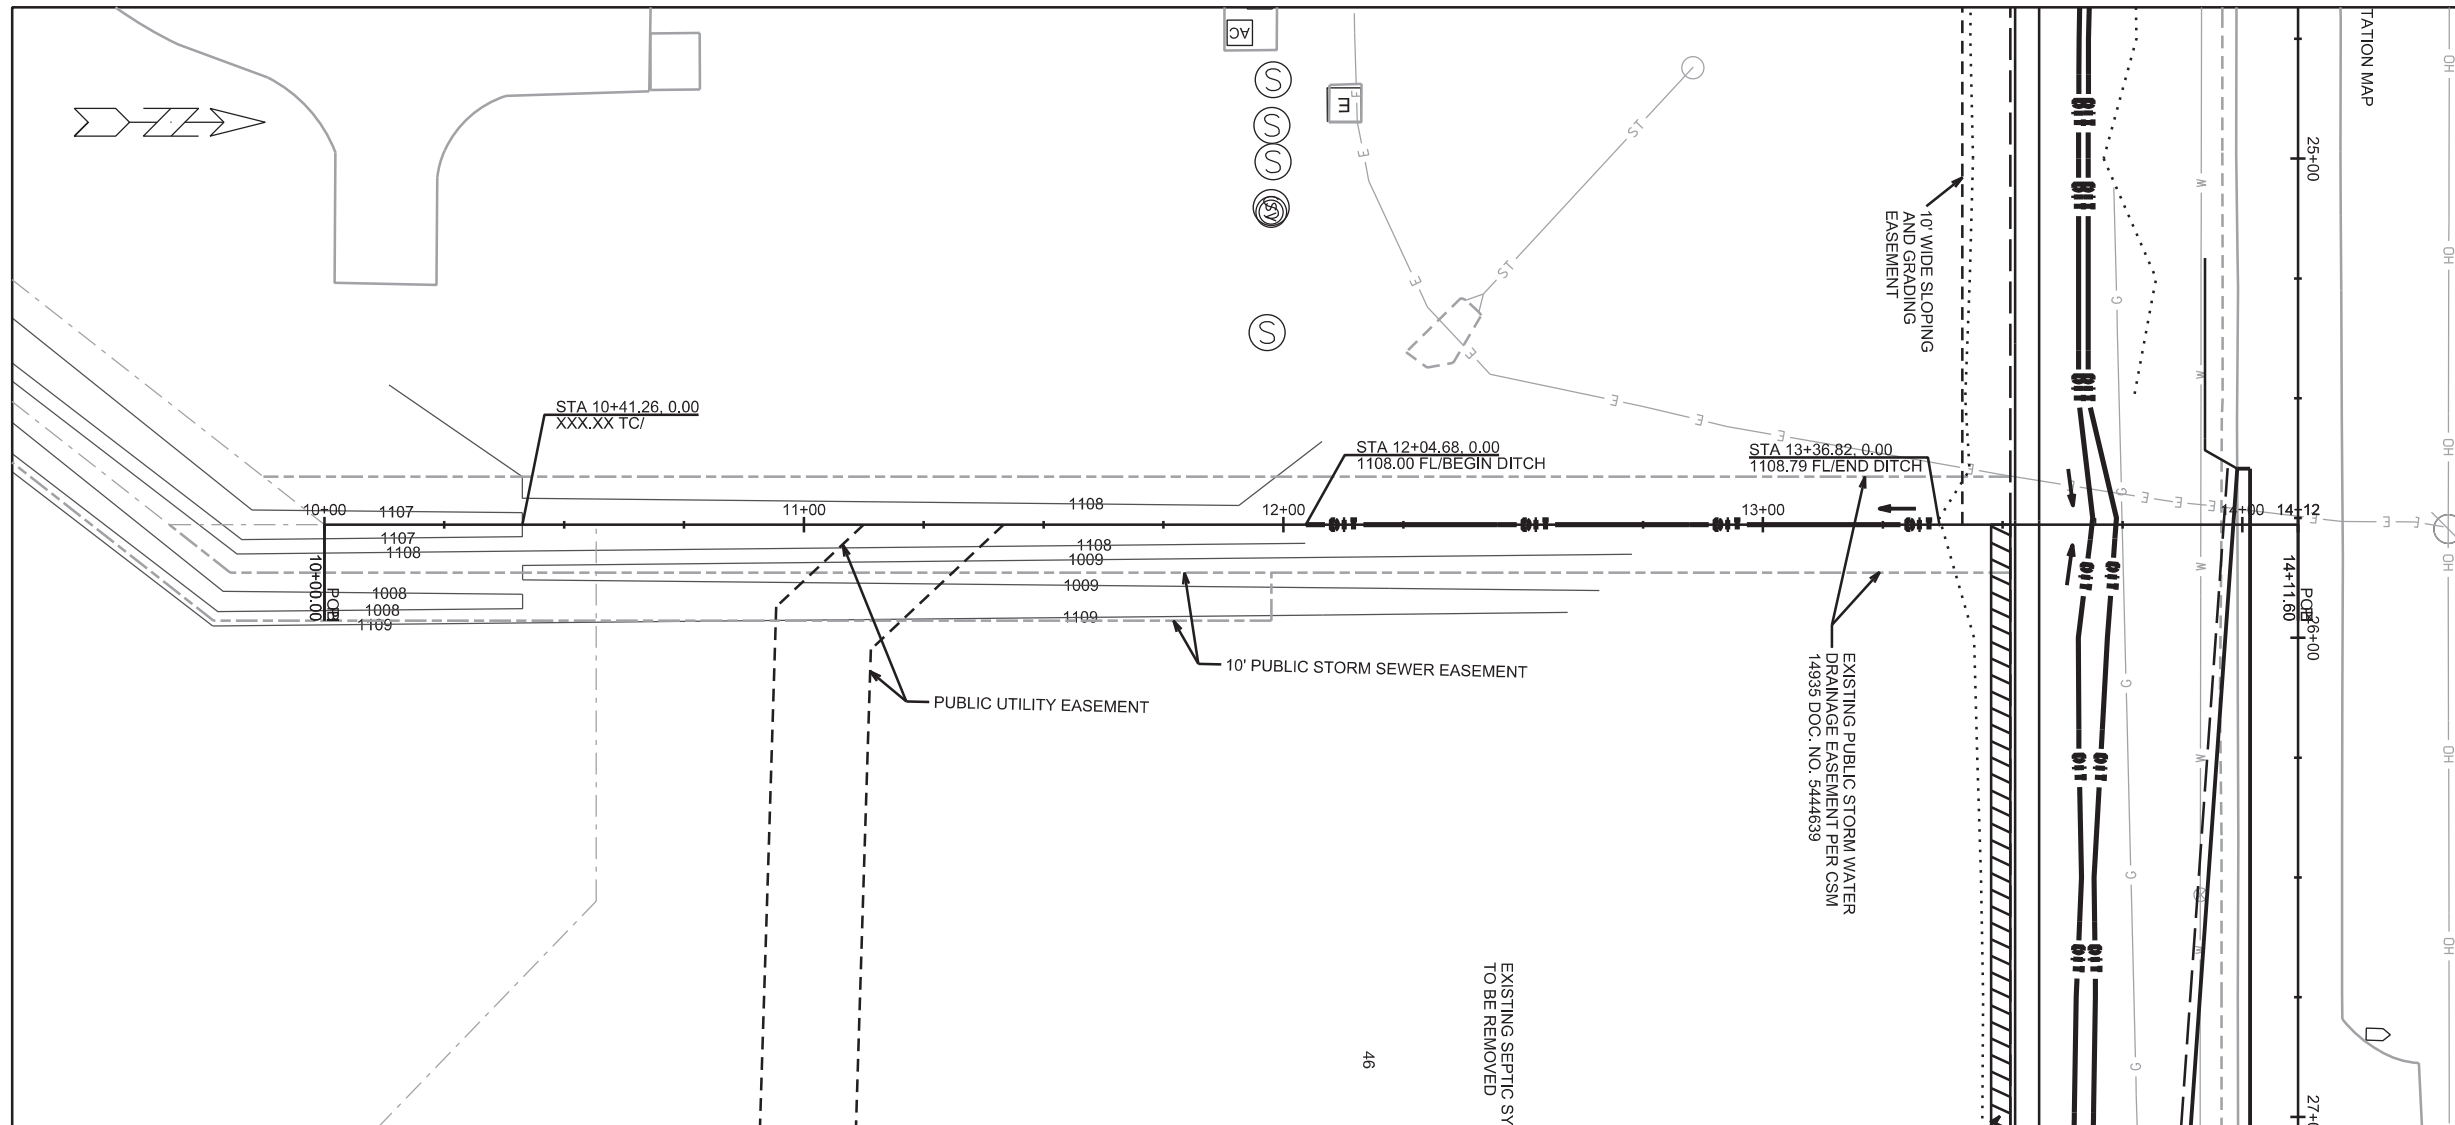 TATION MAP
AC
E
S
S
S
SY
S
ST
ST
E
E
E
E
E
E
E
E
OH
OH
OH
OH
OH
OH
W
W
W
W
W
G
G
G
G
G
25+00
10' WIDE SLOPING
AND GRADING
EASEMENT
STA 10+41.26, 0.00
XXX.XX TC/
STA 12+04.68, 0.00
1108.00 FL/BEGIN DITCH
STA 13+36.82, 0.00
1108.79 FL/END DITCH
10+00
1107
11+00
1108
12+00
13+00
14+00
14+12
1107
1108
1108
1009
1009
1008
1008
1109
1109
10+00.00
POB
14+11.60
26+00
10' PUBLIC STORM SEWER EASEMENT
PUBLIC UTILITY EASEMENT
EXISTING PUBLIC STORM WATER
DRAINAGE EASEMENT PER CSM
14935 DOC. NO. 5444639
EXISTING SEPTIC SY
TO BE REMOVED
46